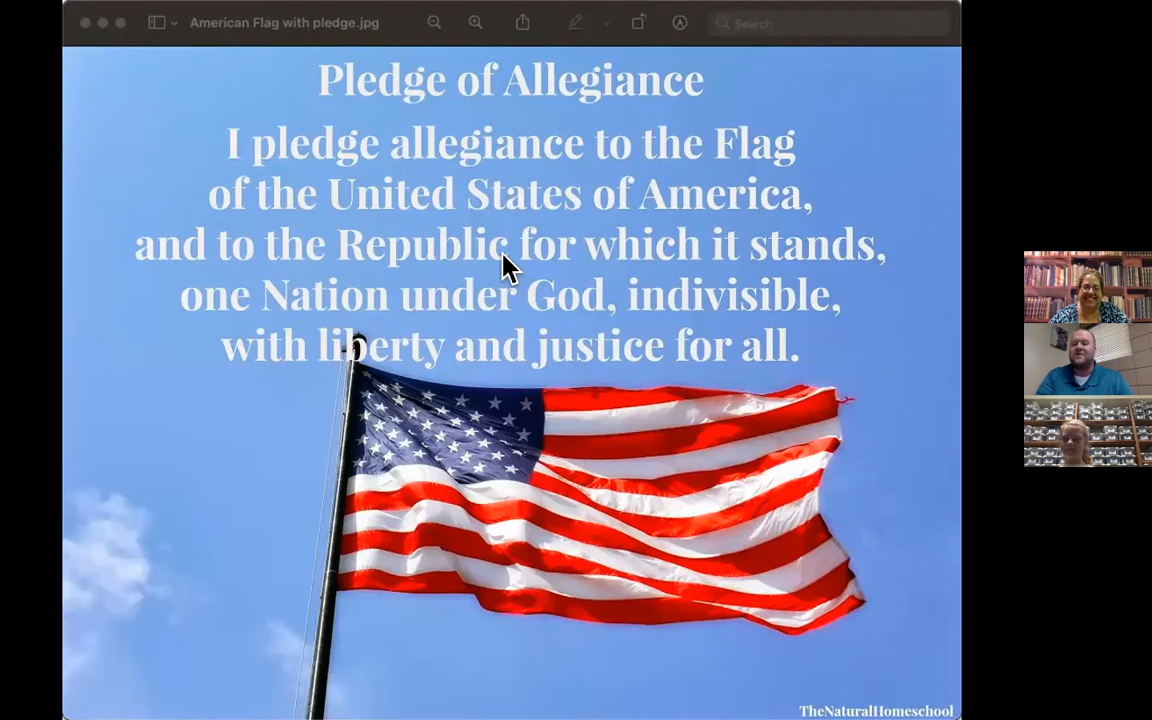 American Flag with pledge.jpg
Search
Pledge of Allegiance
I pledge allegiance to the Flag
of the United States of America,
and to the Republic for which it stands,
one Nation under God, indivisible,
with liberty and justice for all.
TheNaturalHomeschool